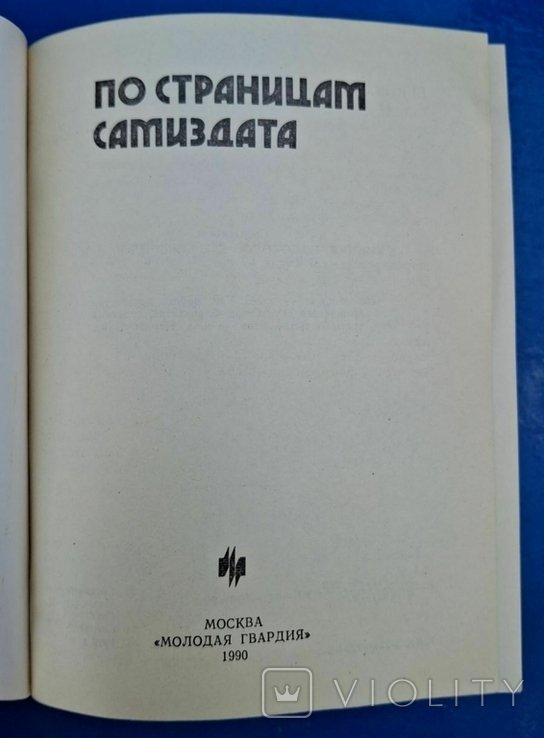 ПО СТРАНИЦАМ
САМИЗДАТА
МОСКВА
«МОЛОДАЯ ГВАРДИЯ»
1990
VIOLITY